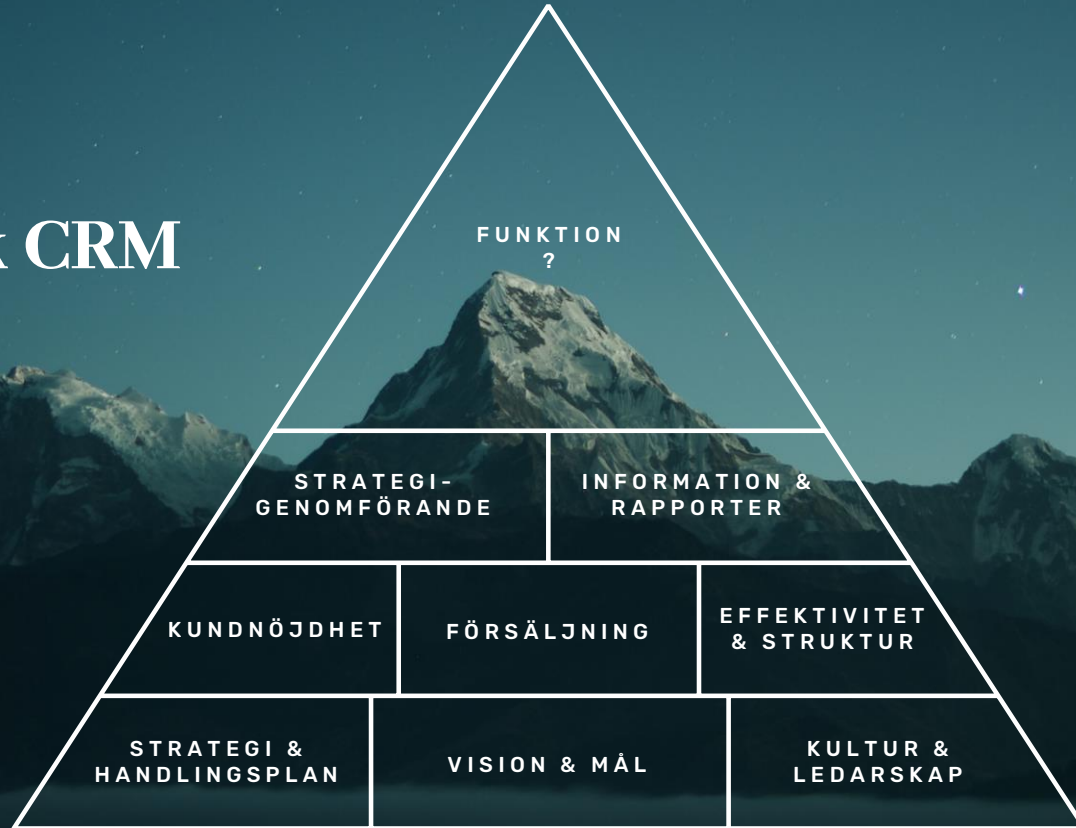 CRM
FUNKTION
?
STRATEGI-
GENOMFÖRANDE
INFORMATION &
RAPPORTER
KUNDNÖJDHET
FÖRSÄLJNING
EFFEKTIVITET
& STRUKTUR
STRATEGI &
HANDLINGSPLAN
VISION & MÅL
KULTUR &
LEDARSKAP